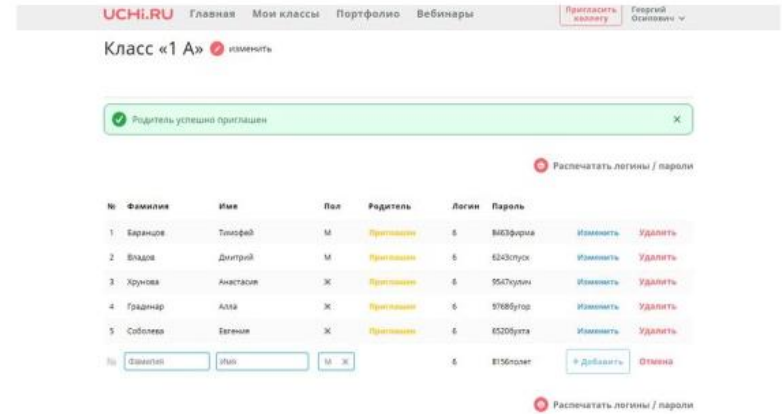 UCHi.RU Главная Мои классы Портфолио Вебинары Пригласить коллегу Георгий Осипович
Класс «1 А» изменить
Родитель успешно приглашен ×
Распечатать логины / пароли
№ Фамилия Имя Пол Родитель Логин Пароль
1 Баранцов Тимофей М Приглашен 6 8463фирма Изменить Удалить
2 Владов Дмитрий М Приглашен 6 6243спуск Изменить Удалить
3 Хрунова Анастасия Ж Приглашен 6 9547кулич Изменить Удалить
4 Градинар Алла Ж Приглашен 6 Изменить Удалить
5 Соболева Евгения Ж Приглашен 6 Изменить Удалить
№ Фамилия Имя М Ж 6 8156полет + Добавить Отмена
Распечатать логины / пароли